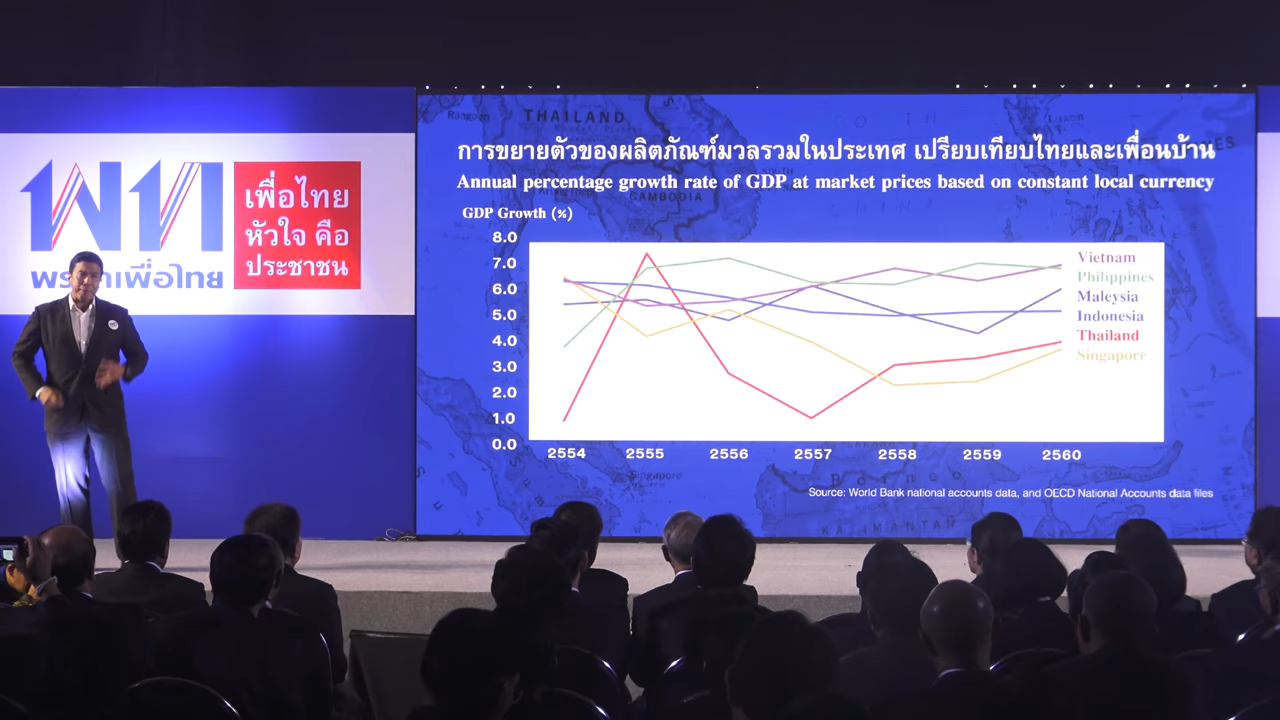 พท
พรรคเพื่อไทย
เพื่อไทย
หัวใจ คือ
ประชาชน
THAILAND
CAMBODIA
การขยายตัวของผลิตภัณฑ์มวลรวมในประเทศ เปรียบเทียบไทยและเพื่อนบ้าน
Annual percentage growth rate of GDP at market prices based on constant local currency
GDP Growth (%)
8.0
7.0
6.0
5.0
4.0
3.0
2.0
1.0
0.0
Vietnam
Philippines
Maleysia
Indonesia
Thailand
Singapore
2554 2555 2556 2557 2558 2559 2560
Singapore
Borneo
Source: World Bank national accounts data, and OECD National Accounts data files
KALIMANTAN